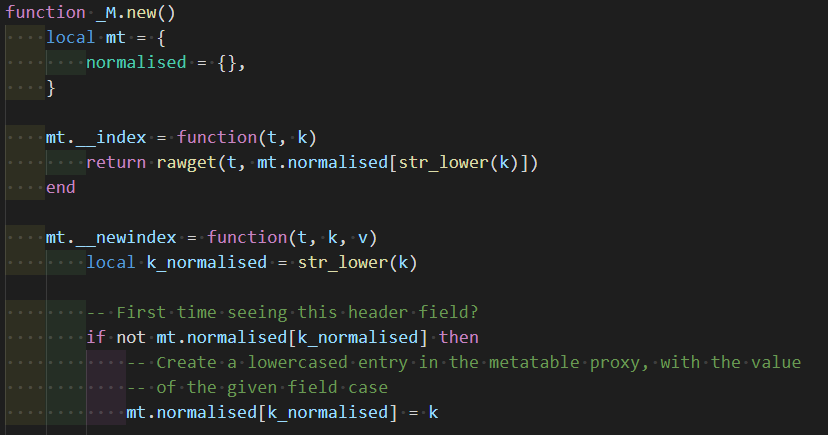 function _M.new()
    local mt = {
        normalised = {},
    }

    mt.__index = function(t, k)
        return rawget(t, mt.normalised[str_lower(k)])
    end

    mt.__newindex = function(t, k, v)
        local k_normalised = str_lower(k)

        -- First time seeing this header field?
        if not mt.normalised[k_normalised] then
            -- Create a lowercased entry in the metatable proxy, with the value
            -- of the given field case
            mt.normalised[k_normalised] = k